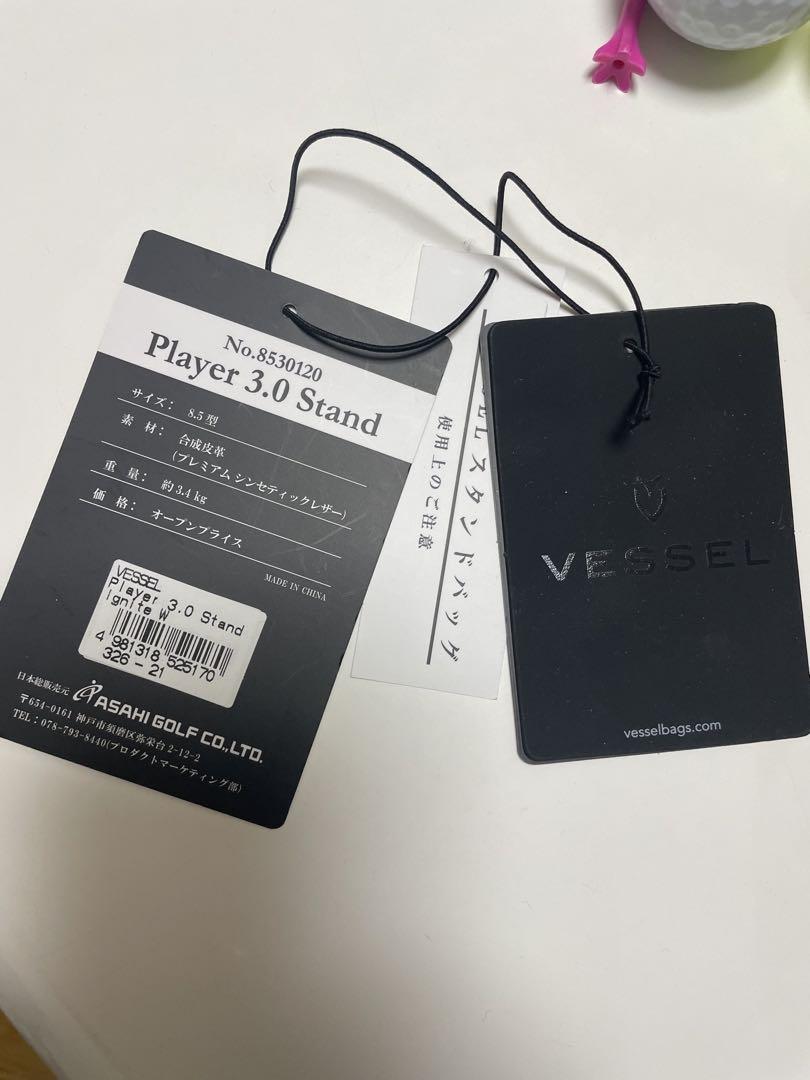 No.8530120
Player 3.0 Stand
サイズ： 8.5型
素 材： 合成皮革
(プレミアム シンセティックレザー)
重 量： 約3.4 kg
価 格： オープンプライス
MADE IN CHINA
VESSEL
Player 3.0 Stand
Ignite W
4 981318 525170
326 - 21
日本総販売元 ASAHI GOLF CO.,LTD.
〒654-0161 神戸市須磨区弥栄台 2-12-2
TEL：078-793-8440(プロダクトマーケティング部)
ELスタンドバッグ
使用上のご注意
VESSEL
vesselbags.com